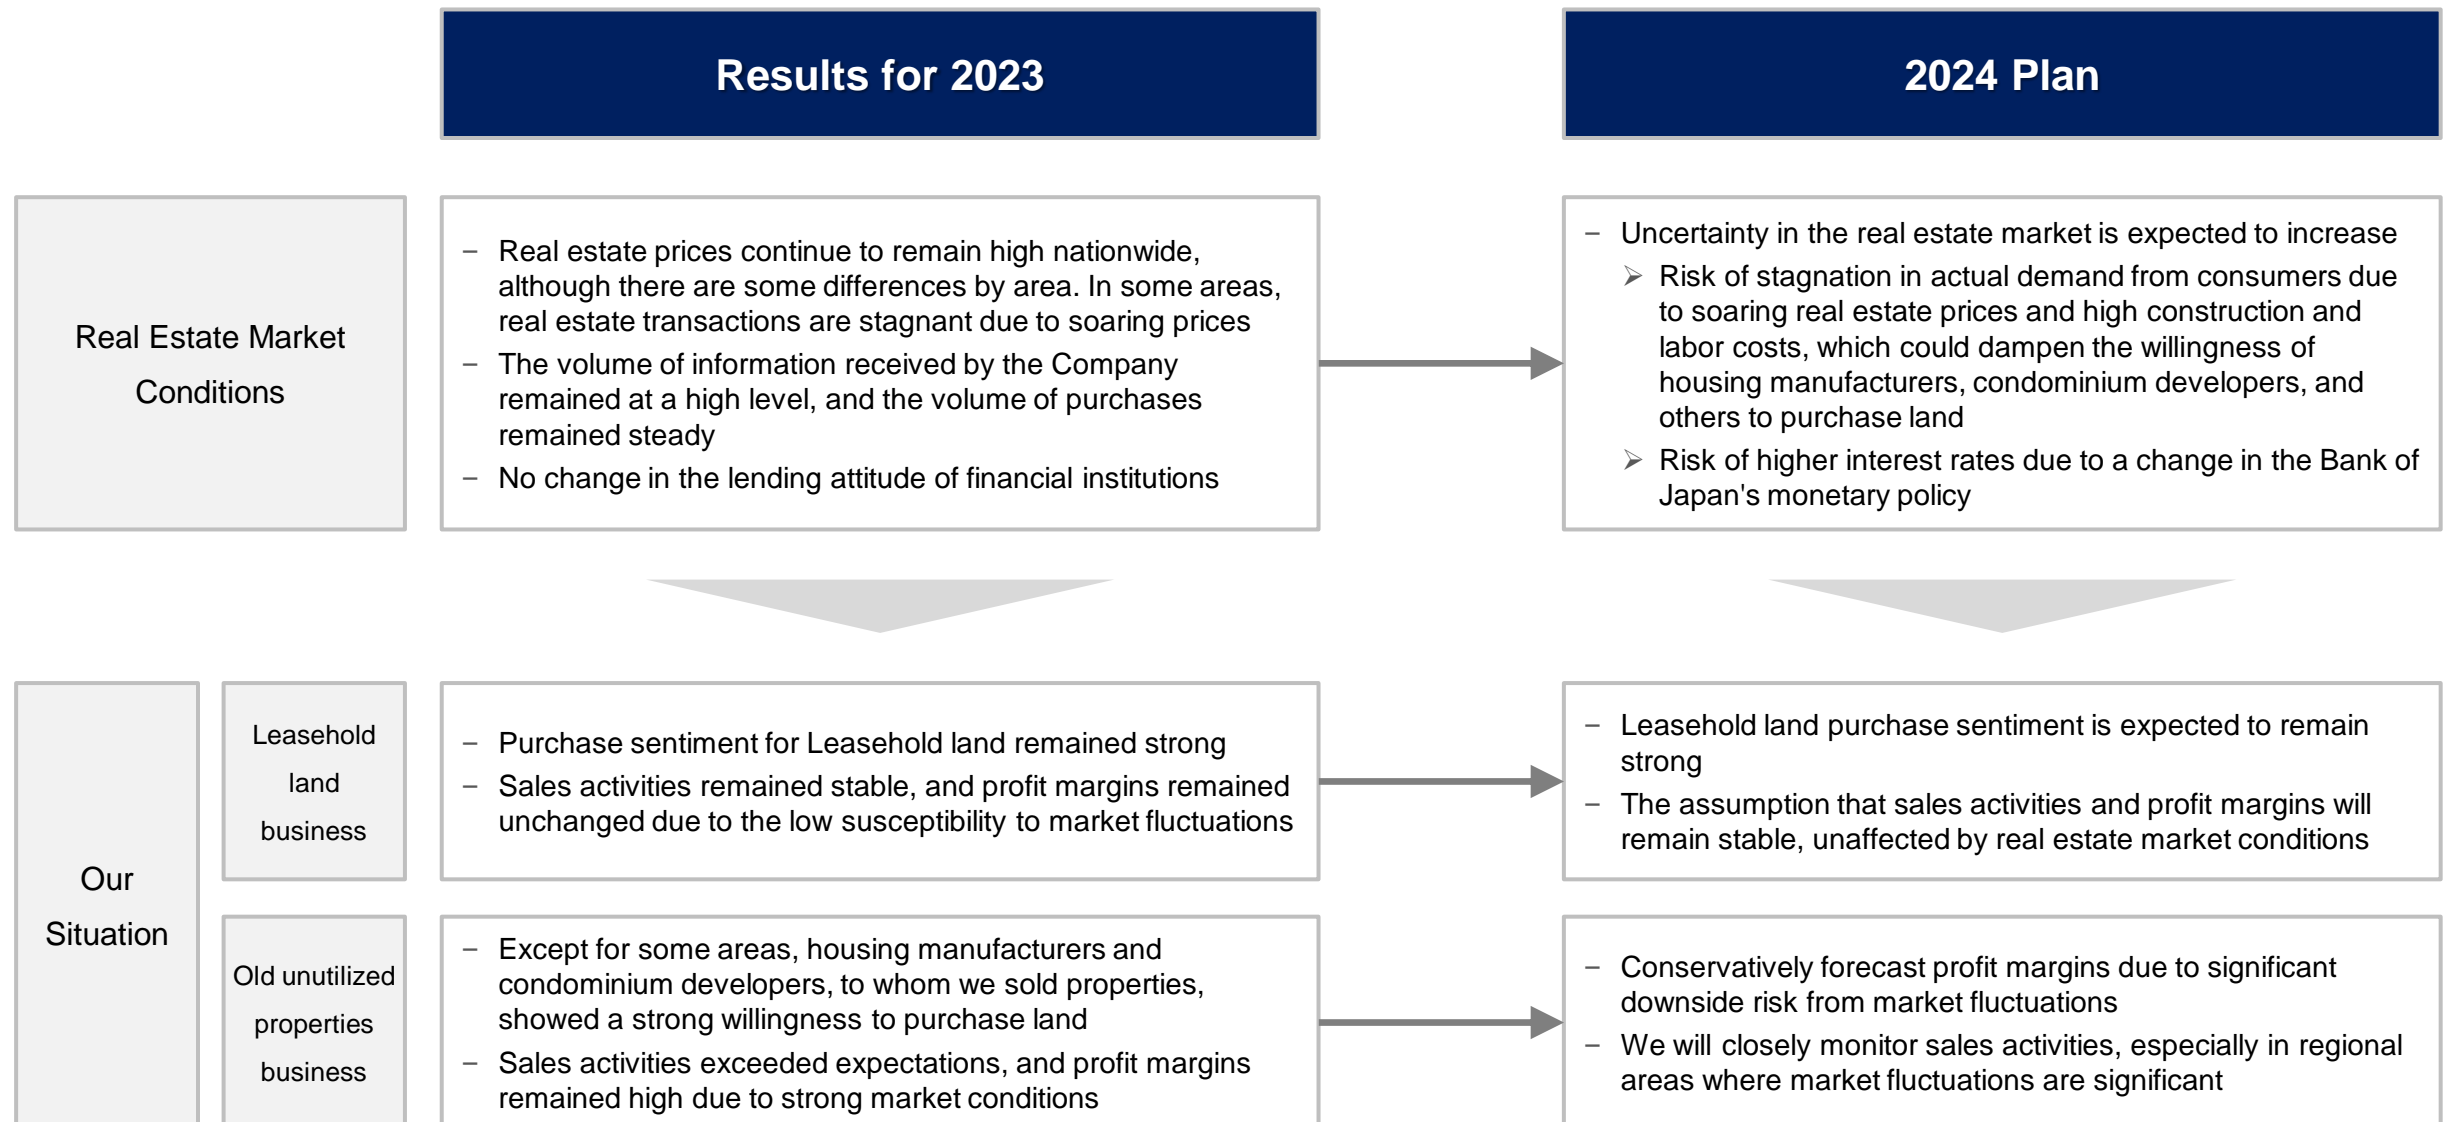 Results for 2023
2024 Plan
Real Estate Market
Conditions
– Real estate prices continue to remain high nationwide,
although there are some differences by area. In some areas,
real estate transactions are stagnant due to soaring prices
– The volume of information received by the Company
remained at a high level, and the volume of purchases
remained steady
– No change in the lending attitude of financial institutions
– Uncertainty in the real estate market is expected to increase
➢ Risk of stagnation in actual demand from consumers due
to soaring real estate prices and high construction and
labor costs, which could dampen the willingness of
housing manufacturers, condominium developers, and
others to purchase land
➢ Risk of higher interest rates due to a change in the Bank of
Japan's monetary policy
Our
Situation
Leasehold
land
business
– Purchase sentiment for Leasehold land remained strong
– Sales activities remained stable, and profit margins remained
unchanged due to the low susceptibility to market fluctuations
– Leasehold land purchase sentiment is expected to remain
strong
– The assumption that sales activities and profit margins will
remain stable, unaffected by real estate market conditions
Old unutilized
properties
business
– Except for some areas, housing manufacturers and
condominium developers, to whom we sold properties,
showed a strong willingness to purchase land
– Sales activities exceeded expectations, and profit margins
remained high due to strong market conditions
– Conservatively forecast profit margins due to significant
downside risk from market fluctuations
– We will closely monitor sales activities, especially in regional
areas where market fluctuations are significant